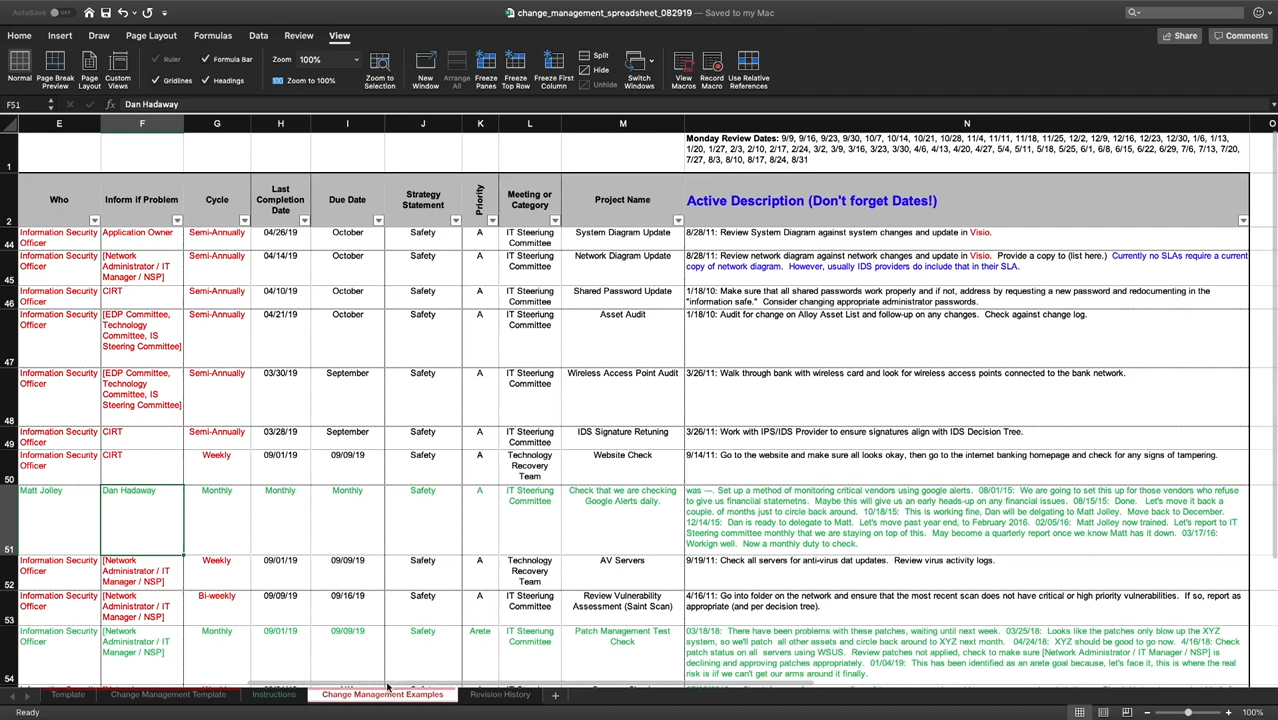 AutoSave OFF
change_management_spreadsheet_082919 — Saved to my Mac
Home Insert Draw Page Layout Formulas Data Review View
Share Comments
Normal Page Break Preview Page Layout Custom Views
Ruler Formula Bar
Gridlines Headings
Zoom 100%
100 Zoom to 100%
Zoom to Selection
New Window Arrange All Freeze Panes Freeze Top Row Freeze First Column
Split
Hide
Unhide
Switch Windows View Macros Record Macro Use Relative References
F51 fx Dan Hadaway
E F G H I J K L M N O
1
Monday Review Dates: 9/9, 9/16, 9/23, 9/30, 10/7, 10/14, 10/21, 10/28, 11/4, 11/11, 11/18, 11/25, 12/2, 12/9, 12/16, 12/23, 12/30, 1/6, 1/13,
1/20, 1/27, 2/3, 2/10, 2/17, 2/24, 3/2, 3/9, 3/16, 3/23, 3/30, 4/6, 4/13, 4/20, 4/27, 5/4, 5/11, 5/18, 5/25, 6/1, 6/8, 6/15, 6/22, 6/29, 7/6, 7/13, 7/20,
7/27, 8/3, 8/10, 8/17, 8/24, 8/31
2
Who
Inform if Problem
Cycle
Last
Completion
Date
Due Date
Strategy
Statement
Priority
Meeting or
Category
Project Name
Active Description (Don't forget Dates!)
44
Information Security
Officer
Application Owner
Semi-Annually
04/26/19
October
Safety
A
IT Steeriung
Committee
System Diagram Update
8/28/11: Review System Diagram against system changes and update in Visio.
45
Information Security
Officer
[Network
Administrator / IT
Manager / NSP]
Semi-Annually
04/14/19
October
Safety
A
IT Steeriung
Committee
Network Diagram Update
8/28/11: Review network diagram against network changes and update in Visio. Provide a copy to (list here.) Currently no SLAs require a current
copy of network diagram. However, usually IDS providers do include that in their SLA.
46
Information Security
Officer
CIRT
Semi-Annually
04/10/19
October
Safety
A
IT Steeriung
Committee
Shared Password Update
1/18/10: Make sure that all shared passwords work properly and if not, address by requesting a new password and redocumenting in the
"information safe." Consider changing appropriate administrator passwords.
47
Information Security
Officer
[EDP Committee,
Technology
Committee, IS
Steering Committee]
Semi-Annually
04/21/19
October
Safety
A
IT Steeriung
Committee
Asset Audit
1/18/10: Audit for change on Alloy Asset List and follow-up on any changes. Check against change log.
48
Information Security
Officer
[EDP Committee,
Technology
Committee, IS
Steering Committee]
Semi-Annually
03/30/19
September
Safety
A
IT Steeriung
Committee
Wireless Access Point Audit
3/26/11: Walk through bank with wireless card and look for wireless access points connected to the bank network.
49
Information Security
Officer
CIRT
Semi-Annually
03/28/19
September
Safety
A
IT Steeriung
Committee
IDS Signature Retuning
3/26/11: Work with IPS/IDS Provider to ensure signatures align with IDS Decision Tree.
50
Information Security
Officer
CIRT
Weekly
09/01/19
09/09/19
Safety
A
Technology
Recovery
Team
Website Check
9/14/11: Go to the website and make sure all looks okay, then go to the internet banking homepage and check for any signs of tampering.
51
Matt Jolley
Dan Hadaway
Monthly
Monthly
Monthly
Safety
A
IT Steeriung
Committee
Check that we are checking
Google Alerts daily.
was —. Set up a method of monitoring critical vendors using google alerts. 08/01/15: We are going to set this up for those vendors who refuse
to give us financiial statemetns. Maybe this will give us an early heads-up on any financial issues. 08/15/15: Done. Let's move it back a
couple. of months just to circle back around. 10/18/15: This is working fine, Dan will be delgating to Matt Jolley. Move back to December.
12/14/15: Dan is ready to delegate to Matt. Let's move past year end, to February 2016. 02/05/16: Matt Jolley now trained. Let's report to IT
Steering committee monthly that we are staying on top of this. May become a quarterly report once we know Matt has it down. 03/17/16:
Workign well. Now a monthly duty to check.
52
Information Security
Officer
[Network
Administrator / IT
Manager / NSP]
Weekly
09/01/19
09/09/19
Safety
A
Technology
Recovery
Team
AV Servers
9/19/11: Check all servers for anti-virus dat updates. Review virus activity logs.
53
Information Security
Officer
[Network
Administrator / IT
Manager / NSP]
Bi-weekly
09/09/19
09/16/19
Safety
A
IT Steeriung
Committee
Review Vulnerability
Assessment (Saint Scan)
4/16/11: Go into folder on the network and ensure that the most recent scan does not have critical or high priority vulnerabilities. If so, report as
appropriate (and per decision tree).
54
Information Security
Officer
[Network
Administrator / IT
Manager / NSP]
Monthly
09/01/19
09/09/19
Safety
Arete
IT Steeriung
Committee
Patch Management Test
Check
03/18/18: There have been problems with these patches, waiting until next week. 03/25/18: Looks like the patches only blow up the XYZ
system, so we'll patch all other assets and circle back around to XYZ next month. 04/24/18: XYZ should be good to go now. 4/16/18: Check
patch status on all servers using WSUS. Review patches not applied, check to make sure [Network Administrator / IT Manager / NSP] is
declining and approving patches appropriately. 01/04/19: This has been identified as an arete goal because, let's face it, this is where the real
risk is iif we can't get our arms around it finally.
Template Change Management Template Instructions Change Management Examples Revision History +
Ready
100%